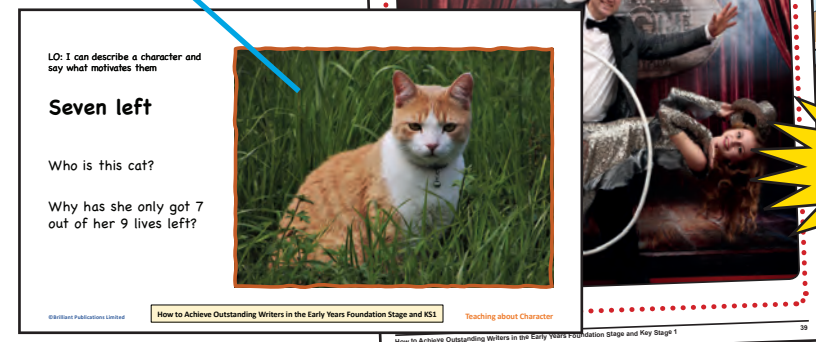 LO: I can describe a character and
say what motivates them
Seven left
Who is this cat?
Why has she only got 7
out of her 9 lives left?
©Brilliant Publications Limited
How to Achieve Outstanding Writers in the Early Years Foundation Stage and KS1
Teaching about Character
How to Achieve Outstanding Writers in the Early Years Foundation Stage and Key Stage 1
39